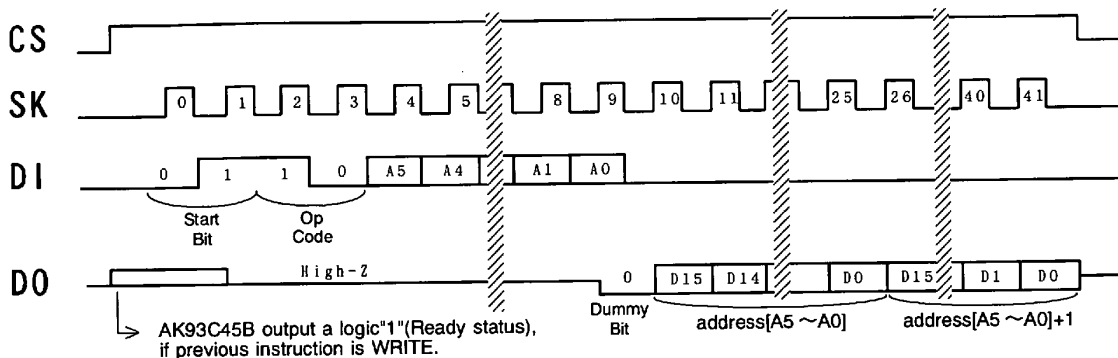 CS
SK 0 1 2 3 4 5 8 9 10 11 25 26 40 41
DI 0 1 1 0 A5 A4 A1 A0
Start Bit
Op Code
DO High-Z 0 D15 D14 D0 D15 D1 D0
Dummy Bit
address[A5 ~A0]
address[A5 ~A0]+1
AK93C45B output a logic"1"(Ready status),
if previous instruction is WRITE.